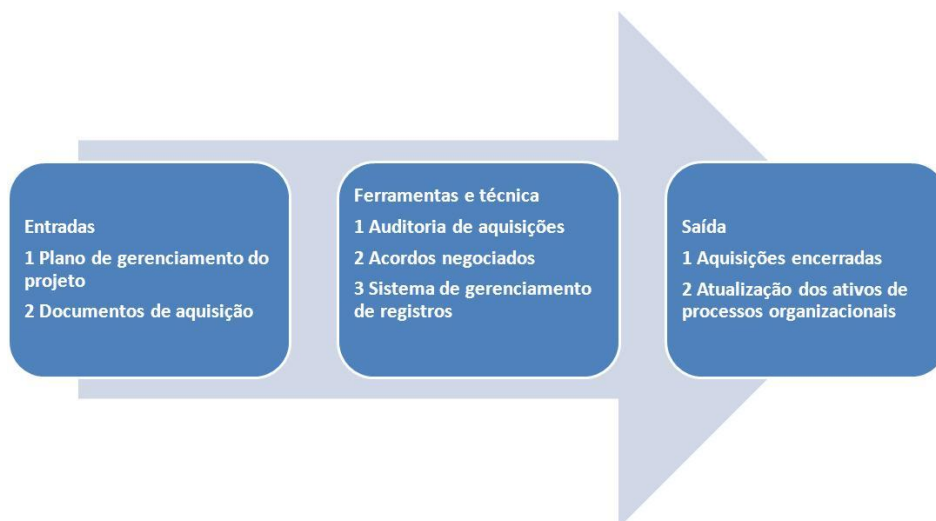 Entradas
1 Plano de gerenciamento do
projeto
2 Documentos de aquisição
Ferramentas e técnica
1 Auditoria de aquisições
2 Acordos negociados
3 Sistema de gerenciamento
de registros
Saída
1 Aquisições encerradas
2 Atualização dos ativos de
processos organizacionais